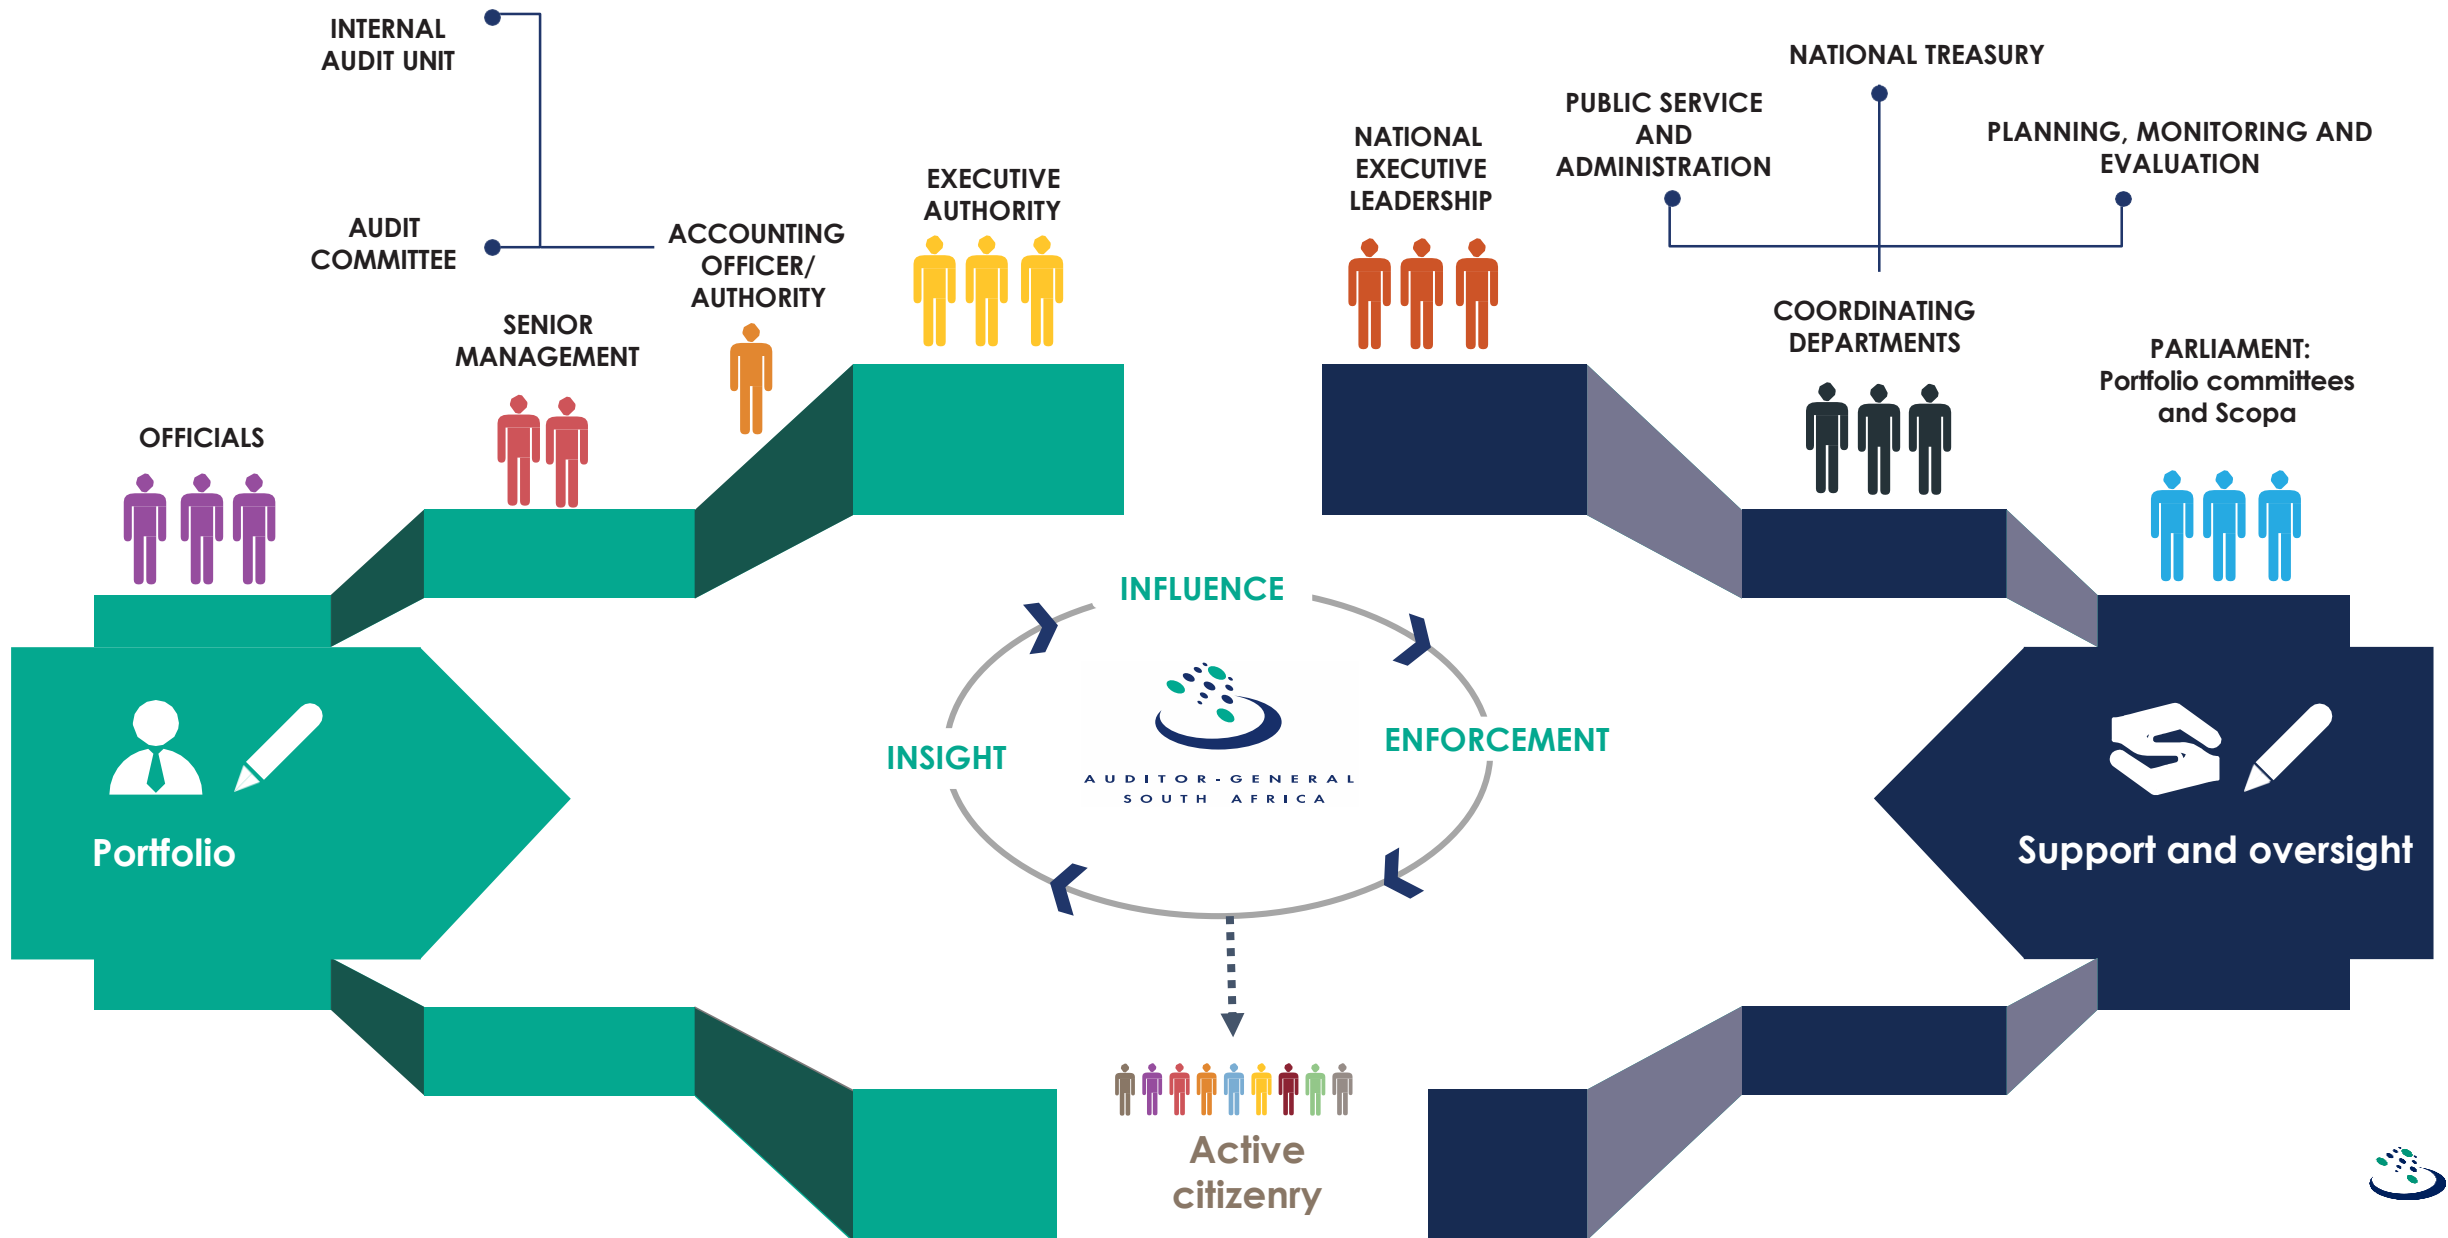 INTERNAL
AUDIT UNIT
AUDIT
COMMITTEE
OFFICIALS
SENIOR
MANAGEMENT
ACCOUNTING
OFFICER/
AUTHORITY
EXECUTIVE
AUTHORITY
NATIONAL
EXECUTIVE
LEADERSHIP
PUBLIC SERVICE
AND
ADMINISTRATION
NATIONAL TREASURY
PLANNING, MONITORING AND
EVALUATION
COORDINATING
DEPARTMENTS
PARLIAMENT:
Portfolio committees
and Scopa
INFLUENCE
ENFORCEMENT
INSIGHT
AUDITOR-GENERAL
SOUTH AFRICA
Portfolio
Support and oversight
Active
citizenry